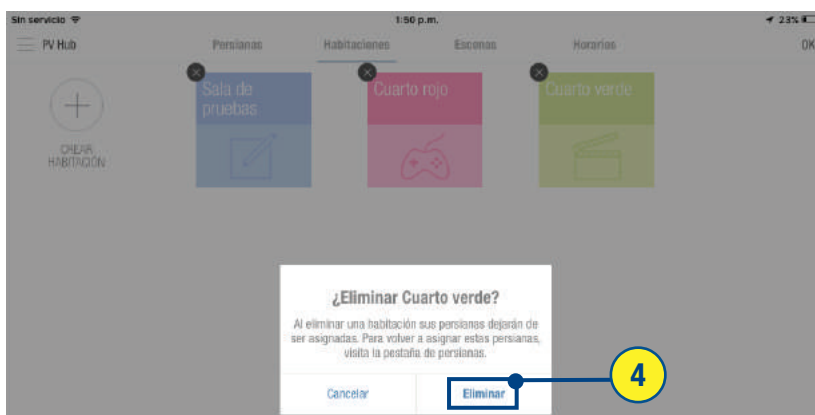 Sin servicio 1:50 p.m. 23%
PV Hub Persianas Habitaciones Escenas Horarios OK
Sala de
pruebas
Cuarto rojo
Cuarto verde
CREAR
HABITACIÓN
¿Eliminar Cuarto verde?
Al eliminar una habitación sus persianas dejarán de
ser asignadas. Para volver a asignar estas persianas,
visita la pestaña de persianas.
Cancelar Eliminar
4